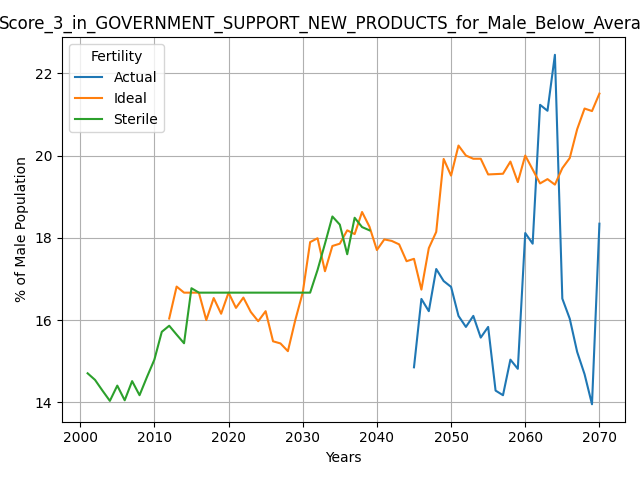 Score_3_in_GOVERNMENT_SUPPORT_NEW_PRODUCTS_for_Male_Below_Avera
Fertility
Actual
Ideal
Sterile
% of Male Population
22
20
18
16
14
2000 2010 2020 2030 2040 2050 2060 2070
Years